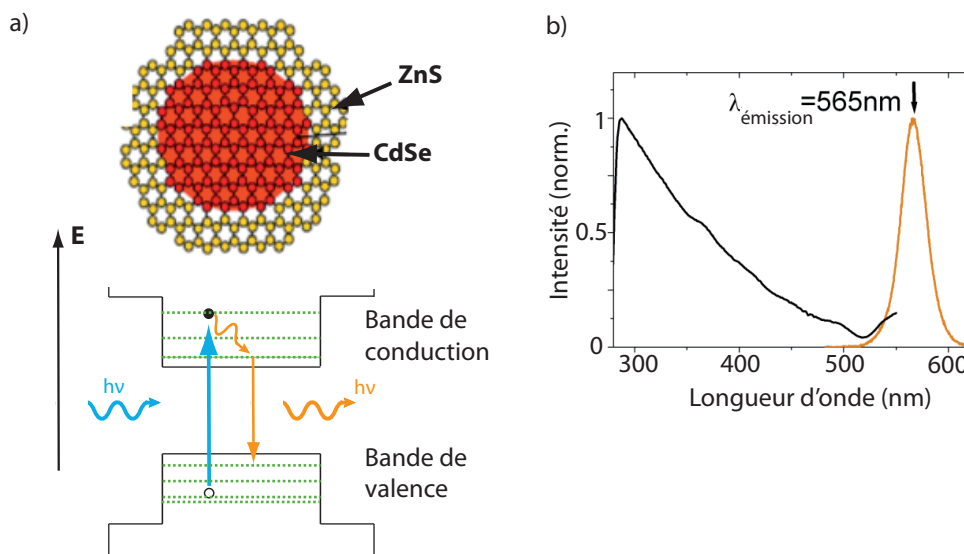 a)
ZnS
CdSe
E
Bande de
conduction
hν
hν
Bande de
valence
b)
λémission=565nm
Intensité (norm.)
1
0.5
0
300
400
500
600
Longueur d'onde (nm)